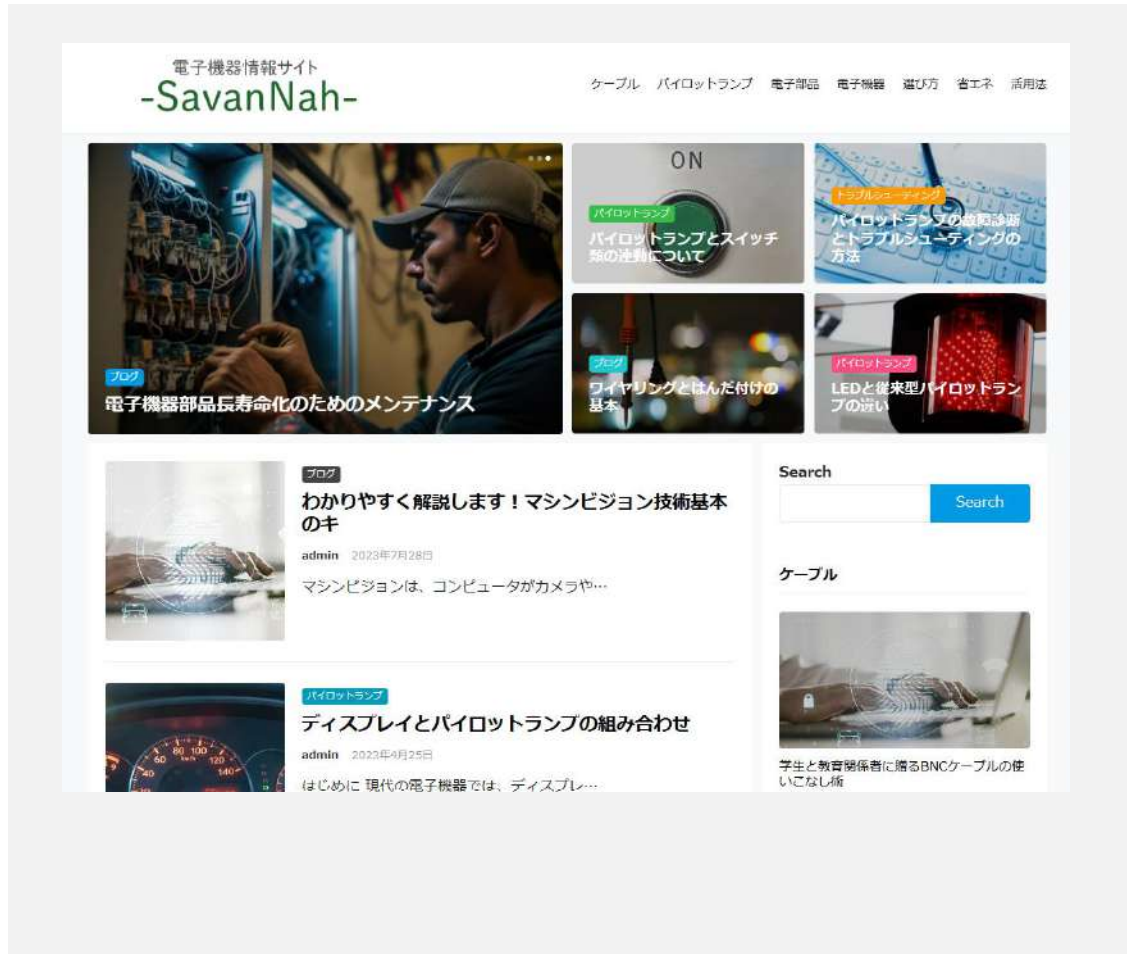 電子機器情報サイト
-SavanNah-
ケーブル パイロットランプ 電子部品 電子機器 選び方 省エネ 活用法
ブログ
電子機器部品長寿命化のためのメンテナンス
ON
パイロットランプ
パイロットランプとスイッチ
類の連動について
トラブルシューティング
パイロットランプの故障診断
とトラブルシューティングの
方法
ブログ
ワイヤリングとはんだ付けの
基本
パイロットランプ
LEDと従来型パイロットラン
プの違い
ブログ
わかりやすく解説します!マシンビジョン技術基本
のキ
admin 2023年7月28日
マシンビジョンは、コンピュータがカメラや…
パイロットランプ
ディスプレイとパイロットランプの組み合わせ
admin 2023年4月25日
はじめに 現代の電子機器では、ディスプレ…
Search
Search
ケーブル
学生と教育関係者に贈るBNCケーブルの使
いこなし術